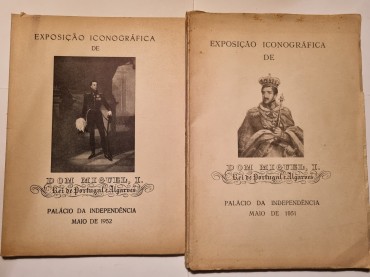 EXPOSIÇÃO ICONOGRÁFICA
DE
DOM MIGUEL, I.
Rei de Portugal e Algarves
PALÁCIO DA INDEPENDÊNCIA
MAIO DE 1952
EXPOSIÇÃO ICONOGRÁFICA
DE
DOM MIGUEL, I.
Rei de Portugal e Algarves
PALÁCIO DA INDEPENDÊNCIA
MAIO DE 1951